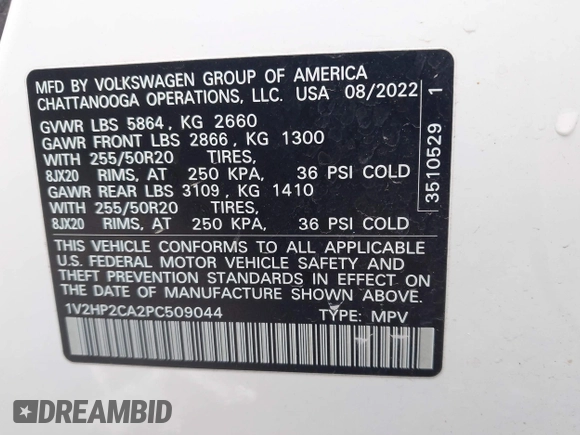 MFD BY VOLKSWAGEN GROUP OF AMERICA
CHATTANOOGA OPERATIONS, LLC. USA 08/2022
GVWR LBS 5864, KG 2660
GAWR FRONT LBS 2866, KG 1300
WITH 255/50R20 TIRES,
8JX20 RIMS, AT 250 KPA, 36 PSI COLD
GAWR REAR LBS 3109, KG 1410
WITH 255/50R20 TIRES,
8JX20 RIMS, AT 250 KPA, 36 PSI COLD
THIS VEHICLE CONFORMS TO ALL APPLICABLE
U.S. FEDERAL MOTOR VEHICLE SAFETY AND
THEFT PREVENTION STANDARDS IN EFFECT ON
THE DATE OF MANUFACTURE SHOWN ABOVE.
1V2HP2CA2PC509044 TYPE: MPV
3510529 1
DREAMBID